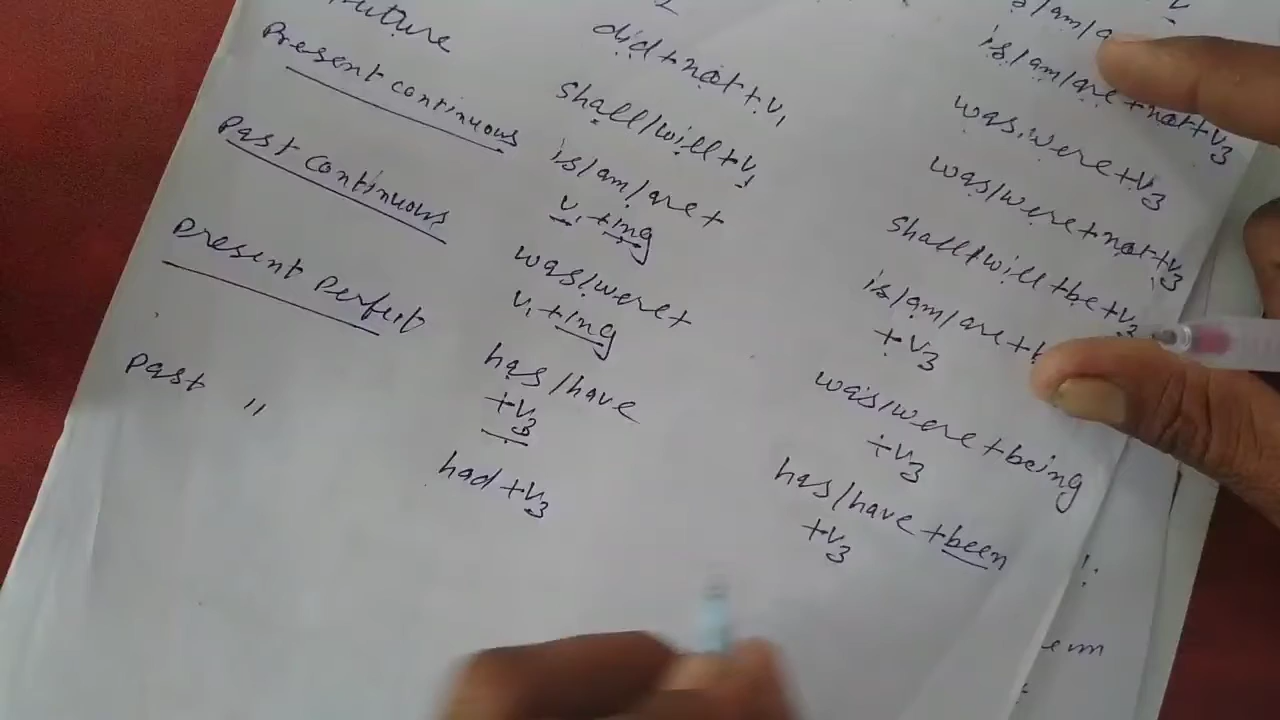 Future
Present continuous
Past continuous
Present Perfect
Past "
did + not + v1
shall/will + v1
is/am/are +
v1 + ing
was/were +
v1 + ing
has/have
+ v3
had + v3
is/am/are + not + v3
was/were + v3
was/were + not + v3
shall/will + be + v3
is/am/are +
+ v3
was/were + being
+ v3
has/have + been
+ v3